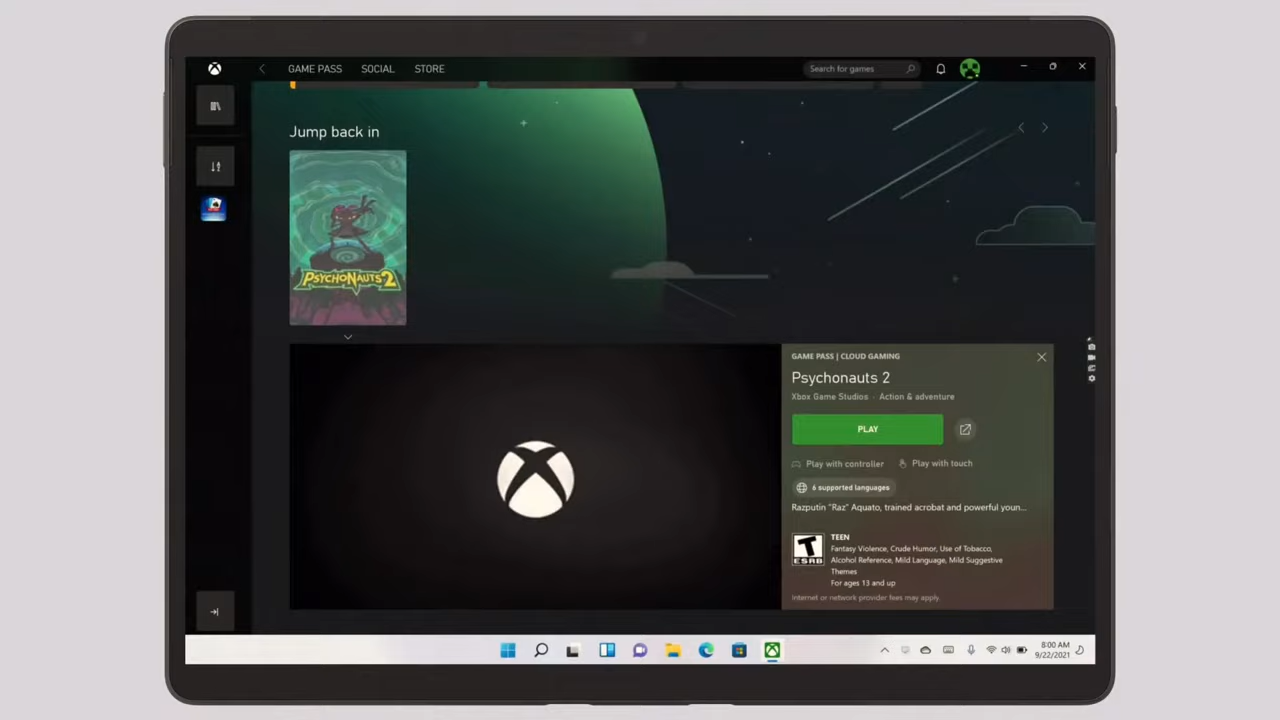 GAME PASS SOCIAL STORE
Search for games
Jump back in
PSYCHONAUTS 2
GAME PASS | CLOUD GAMING
Psychonauts 2
Xbox Game Studios · Action & adventure
PLAY
Play with controller Play with touch
6 supported languages
Razputin "Raz" Aquato, trained acrobat and powerful youn...
T
ESRB
TEEN
Fantasy Violence, Crude Humor, Use of Tobacco,
Alcohol Reference, Mild Language, Mild Suggestive
Themes
For ages 13 and up
Internet or network provider fees may apply.
8:00 AM
9/22/2021